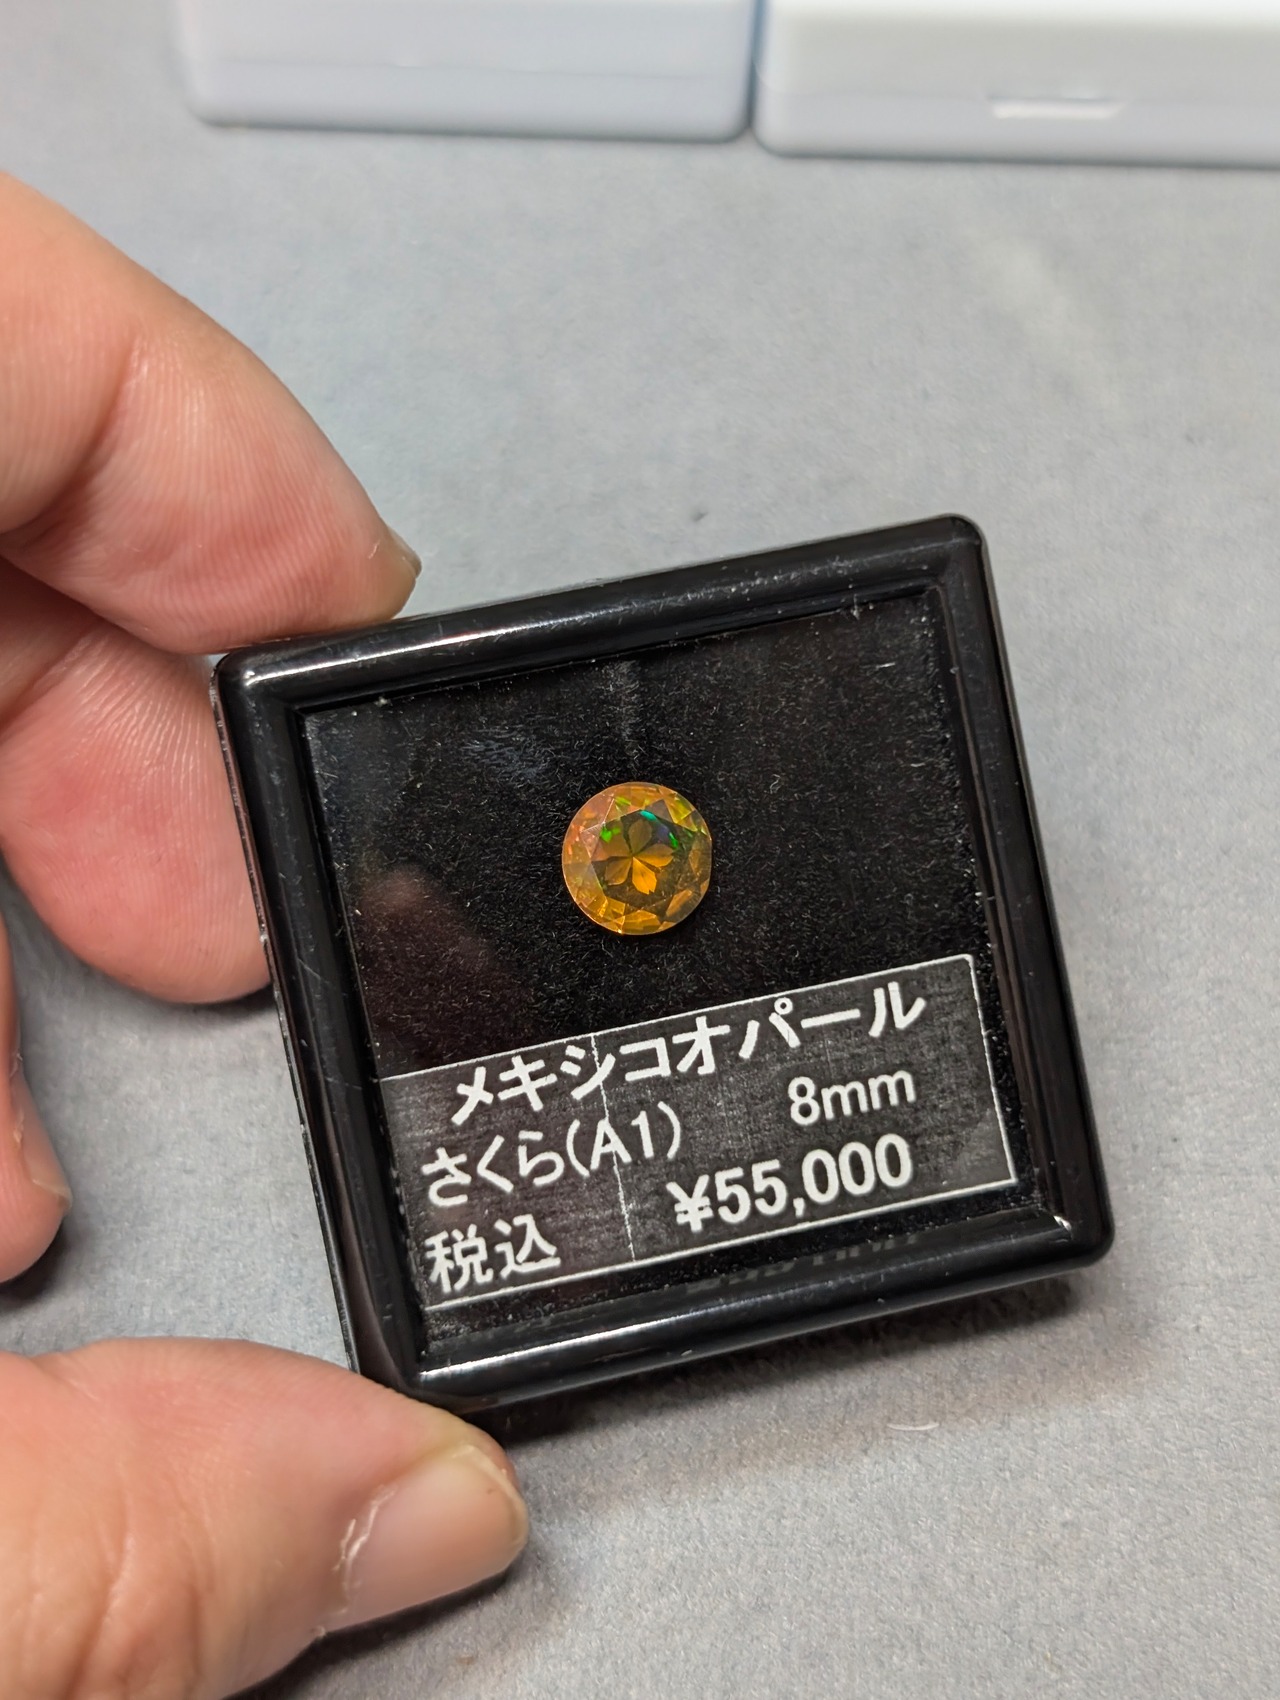 メキシコオパール
さくら(A1) 8mm
税込 ¥55,000